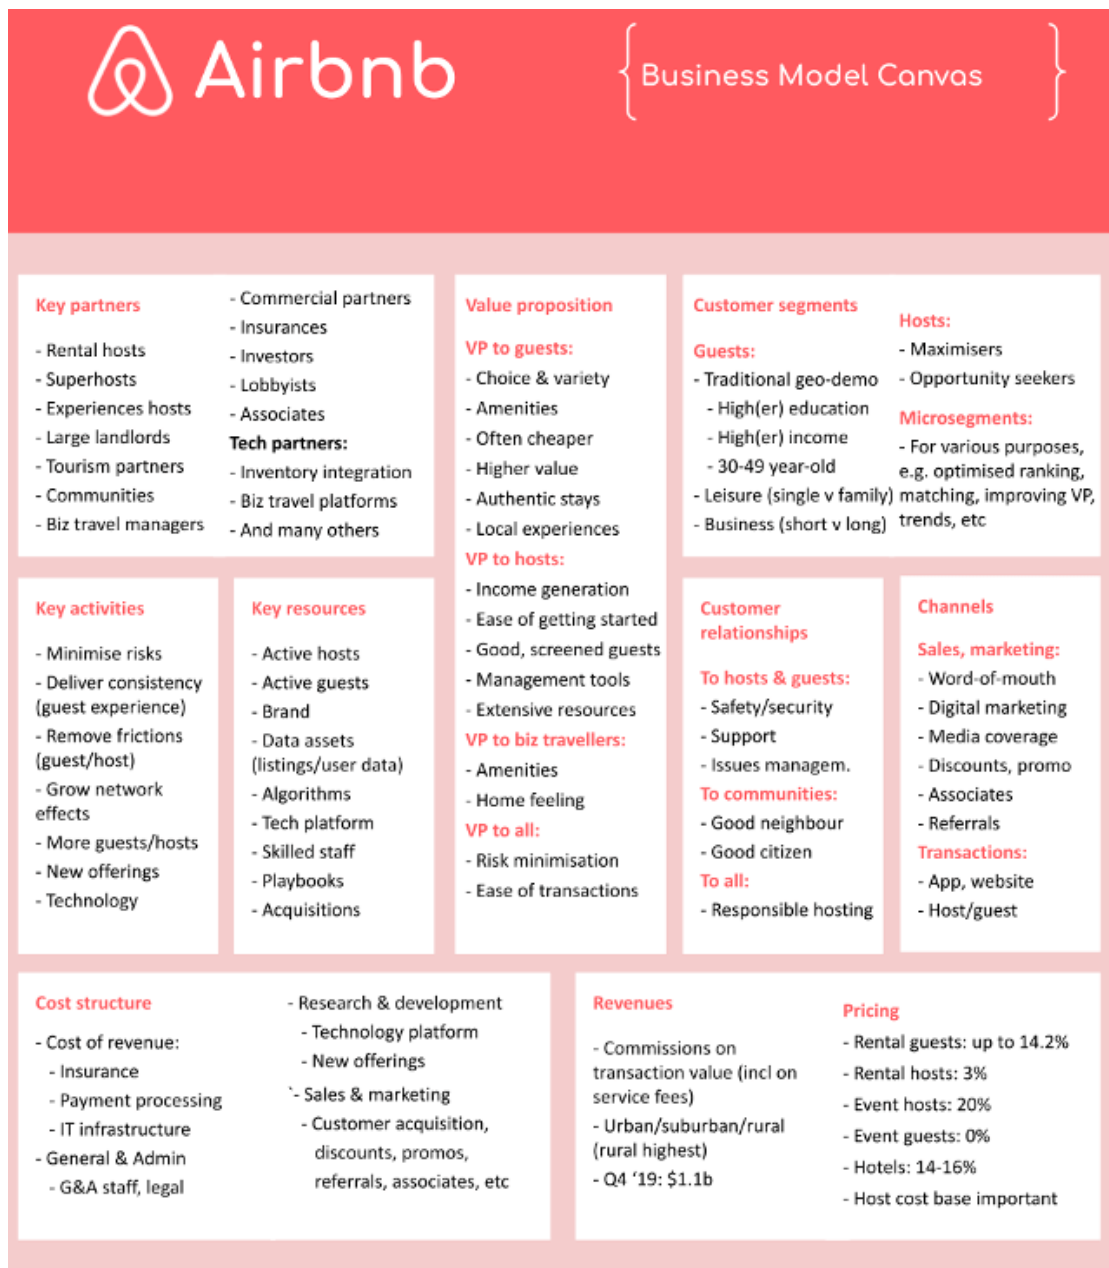 Airbnb
{Business Model Canvas}
Key partners
- Rental hosts
- Superhosts
- Experiences hosts
- Large landlords
- Tourism partners
- Communities
- Biz travel managers
- Commercial partners
- Insurances
- Investors
- Lobbyists
- Associates
Tech partners:
- Inventory integration
- Biz travel platforms
- And many others
Value proposition
VP to guests:
- Choice & variety
- Amenities
- Often cheaper
- Higher value
- Authentic stays
- Local experiences
VP to hosts:
- Income generation
- Ease of getting started
- Good, screened guests
- Management tools
- Extensive resources
VP to biz travellers:
- Amenities
- Home feeling
VP to all:
- Risk minimisation
- Ease of transactions
Customer segments
Guests:
- Traditional geo-demo
- High(er) education
- High(er) income
- 30-49 year-old
- Leisure (single v family)
- Business (short v long)
Hosts:
- Maximisers
- Opportunity seekers
Microsegments:
- For various purposes,
e.g. optimised ranking,
matching, improving VP,
trends, etc
Key activities
- Minimise risks
- Deliver consistency
(guest experience)
- Remove frictions
(guest/host)
- Grow network
effects
- More guests/hosts
- New offerings
- Technology
Key resources
- Active hosts
- Active guests
- Brand
- Data assets
(listings/user data)
- Algorithms
- Tech platform
- Skilled staff
- Playbooks
- Acquisitions
Customer
relationships
To hosts & guests:
- Safety/security
- Support
- Issues managem.
To communities:
- Good neighbour
- Good citizen
To all:
- Responsible hosting
Channels
Sales, marketing:
- Word-of-mouth
- Digital marketing
- Media coverage
- Discounts, promo
- Associates
- Referrals
Transactions:
- App, website
- Host/guest
Cost structure
- Cost of revenue:
- Insurance
- Payment processing
- IT infrastructure
- General & Admin
- G&A staff, legal
- Research & development
- Technology platform
- New offerings
`- Sales & marketing
- Customer acquisition,
discounts, promos,
referrals, associates, etc
Revenues
- Commissions on
transaction value (incl on
service fees)
- Urban/suburban/rural
(rural highest)
- Q4 ‘19: $1.1b
Pricing
- Rental guests: up to 14.2%
- Rental hosts: 3%
- Event hosts: 20%
- Event guests: 0%
- Hotels: 14-16%
- Host cost base important